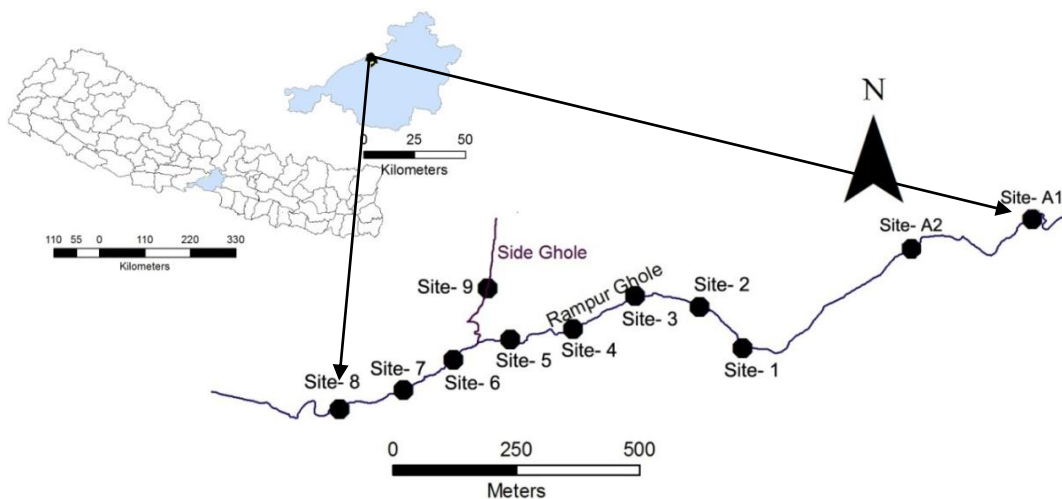 0 25 50
Kilometers
N
110 55 0 110 220 330
Kilometers
Site- A1
Site- A2
Side Ghole
Site- 9
Rampur Ghole
Site- 2
Site- 3
Site- 4
Site- 5
Site- 1
Site- 6
Site- 7
Site- 8
0 250 500
Meters